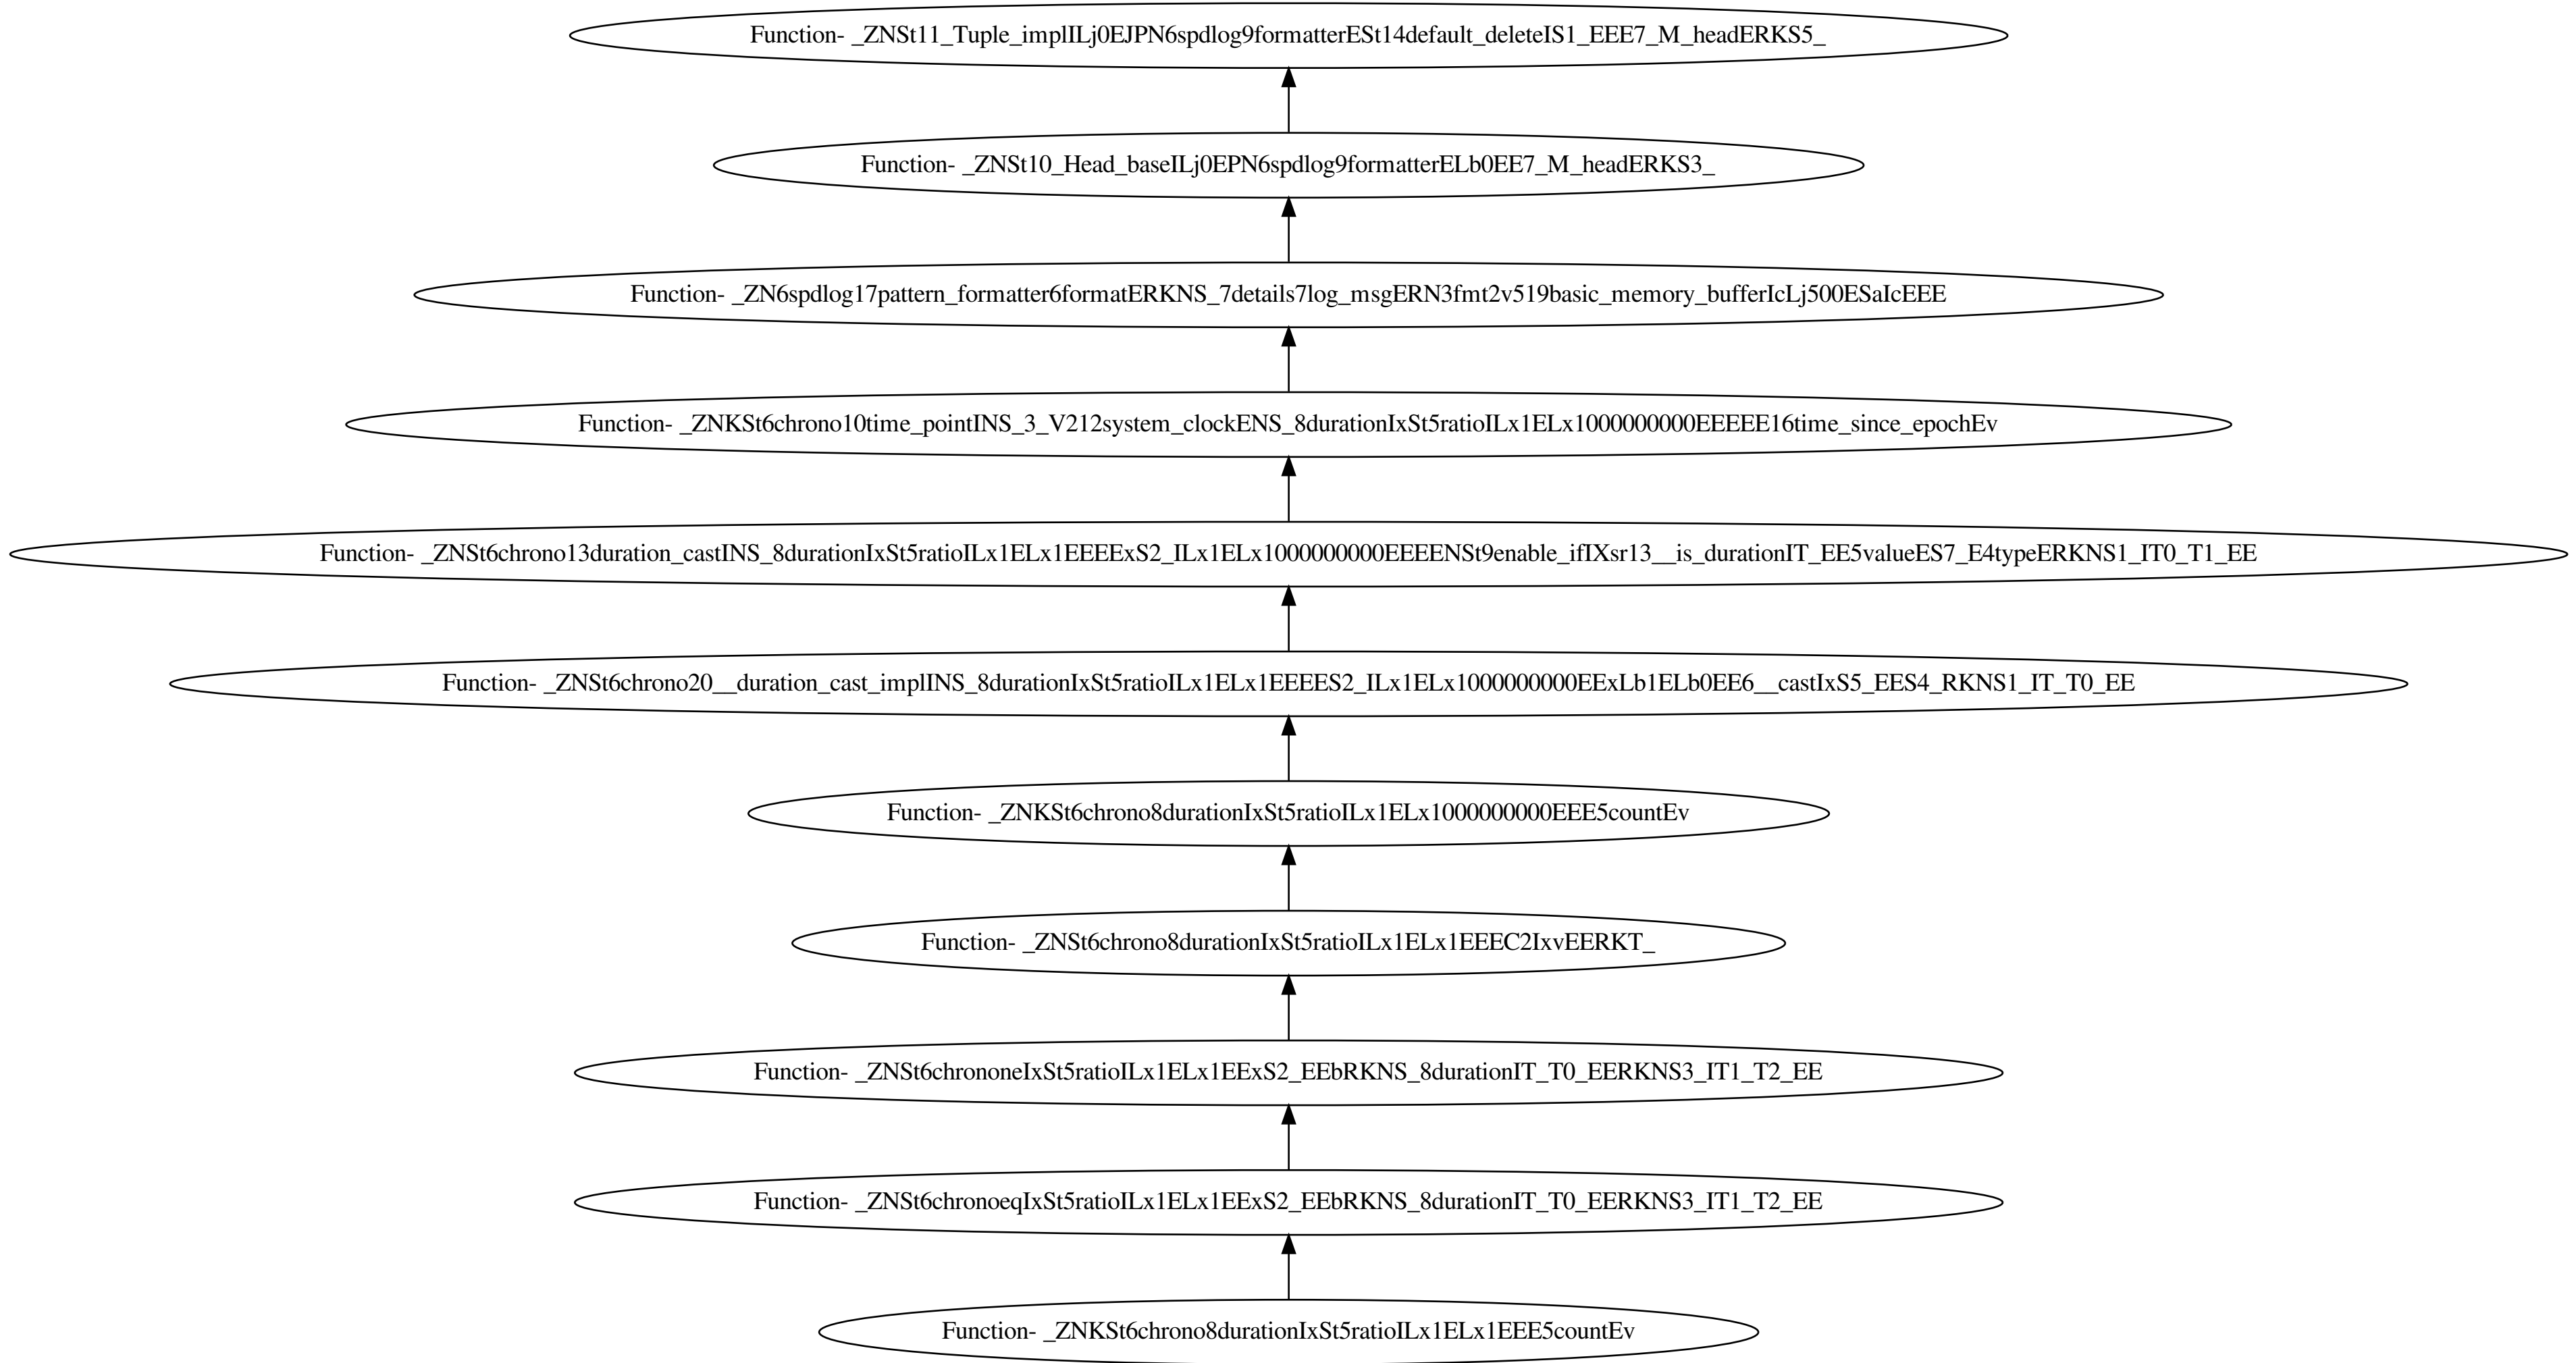 Function- _ZNSt11_Tuple_implILj0EJPN6spdlog9formatterESt14default_deleteIS1_EEE7_M_headERKS5_
Function- _ZNSt10_Head_baseILj0EPN6spdlog9formatterELb0EE7_M_headERKS3_
Function- _ZN6spdlog17pattern_formatter6formatERKNS_7details7log_msgERN3fmt2v519basic_memory_bufferIcLj500ESaIcEEE
Function- _ZNKSt6chrono10time_pointINS_3_V212system_clockENS_8durationIxSt5ratioILx1ELx1000000000EEEEE16time_since_epochEv
Function- _ZNSt6chrono13duration_castINS_8durationIxSt5ratioILx1ELx1EEEExS2_ILx1ELx1000000000EEEENSt9enable_ifIXsr13__is_durationIT_EE5valueES7_E4typeERKNS1_IT0_T1_EE
Function- _ZNSt6chrono20__duration_cast_implINS_8durationIxSt5ratioILx1ELx1EEEES2_ILx1ELx1000000000EExLb1ELb0EE6__castIxS5_EES4_RKNS1_IT_T0_EE
Function- _ZNKSt6chrono8durationIxSt5ratioILx1ELx1000000000EEE5countEv
Function- _ZNSt6chrono8durationIxSt5ratioILx1ELx1EEEC2IxvEERKT_
Function- _ZNSt6chrononeIxSt5ratioILx1ELx1EExS2_EEbRKNS_8durationIT_T0_EERKNS3_IT1_T2_EE
Function- _ZNSt6chronoeqIxSt5ratioILx1ELx1EExS2_EEbRKNS_8durationIT_T0_EERKNS3_IT1_T2_EE
Function- _ZNKSt6chrono8durationIxSt5ratioILx1ELx1EEE5countEv